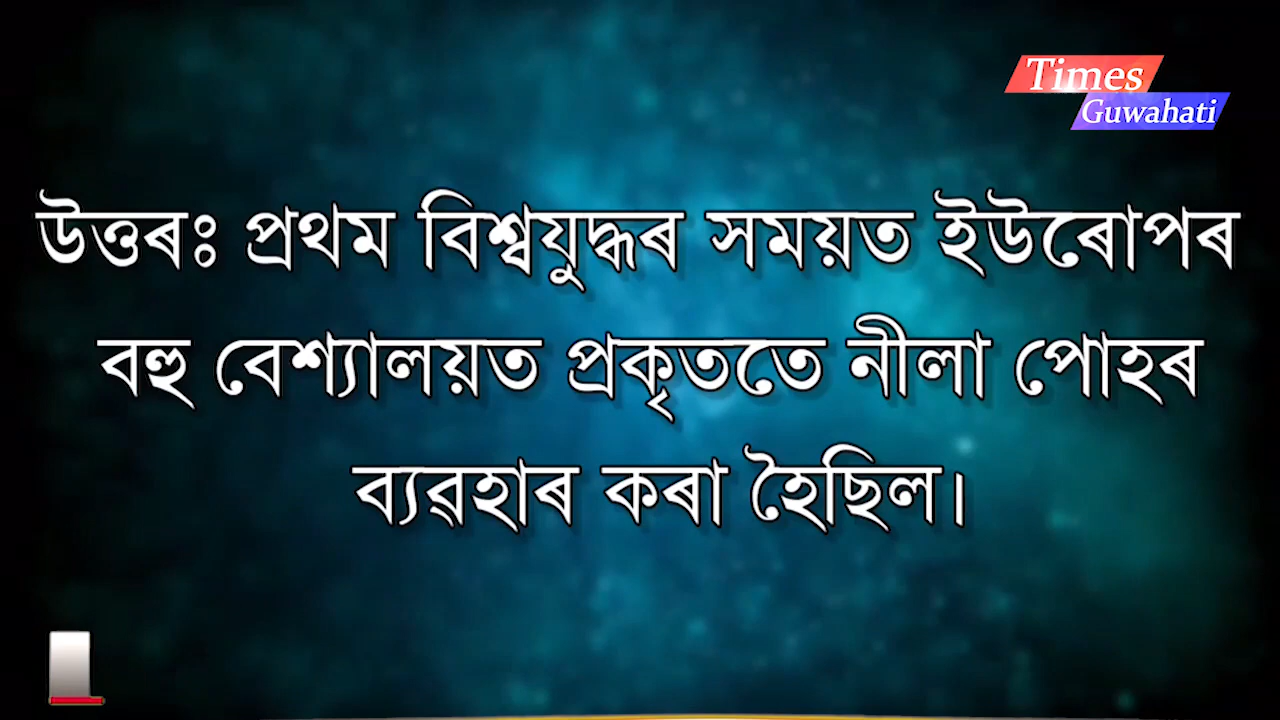 Times
Guwahati
উত্তৰঃ প্ৰথম বিশ্বযুদ্ধৰ সময়ত ইউৰোপৰ
বহু বেশ্যালয়ত প্ৰকৃততে নীলা পোহৰ
ব্যৱহাৰ কৰা হৈছিল।